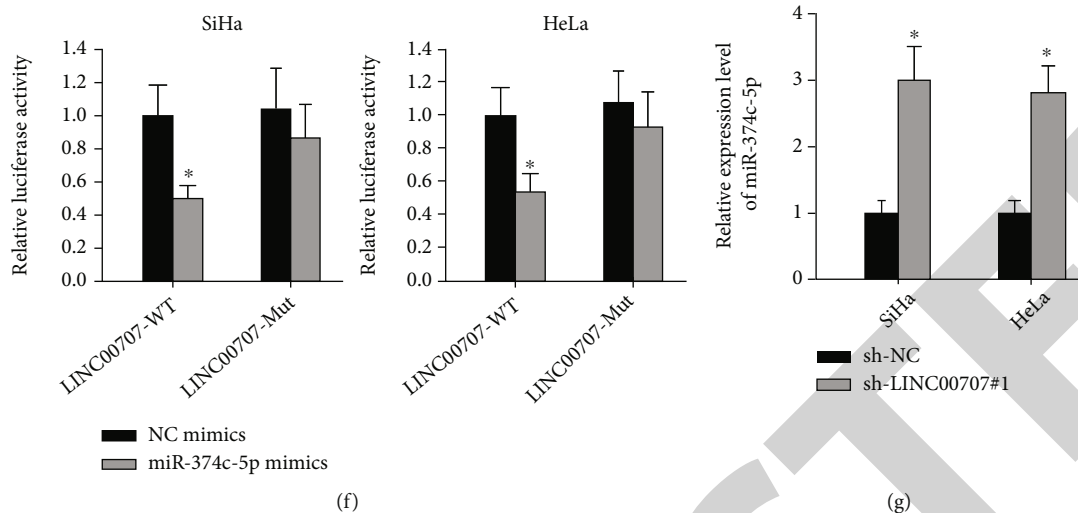 SiHa
Relative luciferase activity
1.4
1.2
1.0
0.8
0.6
0.4
0.2
0.0
*
LINC00707-WT
LINC00707-Mut
HeLa
Relative luciferase activity
1.4
1.2
1.0
0.8
0.6
0.4
0.2
0.0
*
LINC00707-WT
LINC00707-Mut
NC mimics
miR-374c-5p mimics
(f)
Relative expression level
of miR-374c-5p
4
3
2
1
0
*
*
SiHa
HeLa
sh-NC
sh-LINC00707#1
(g)